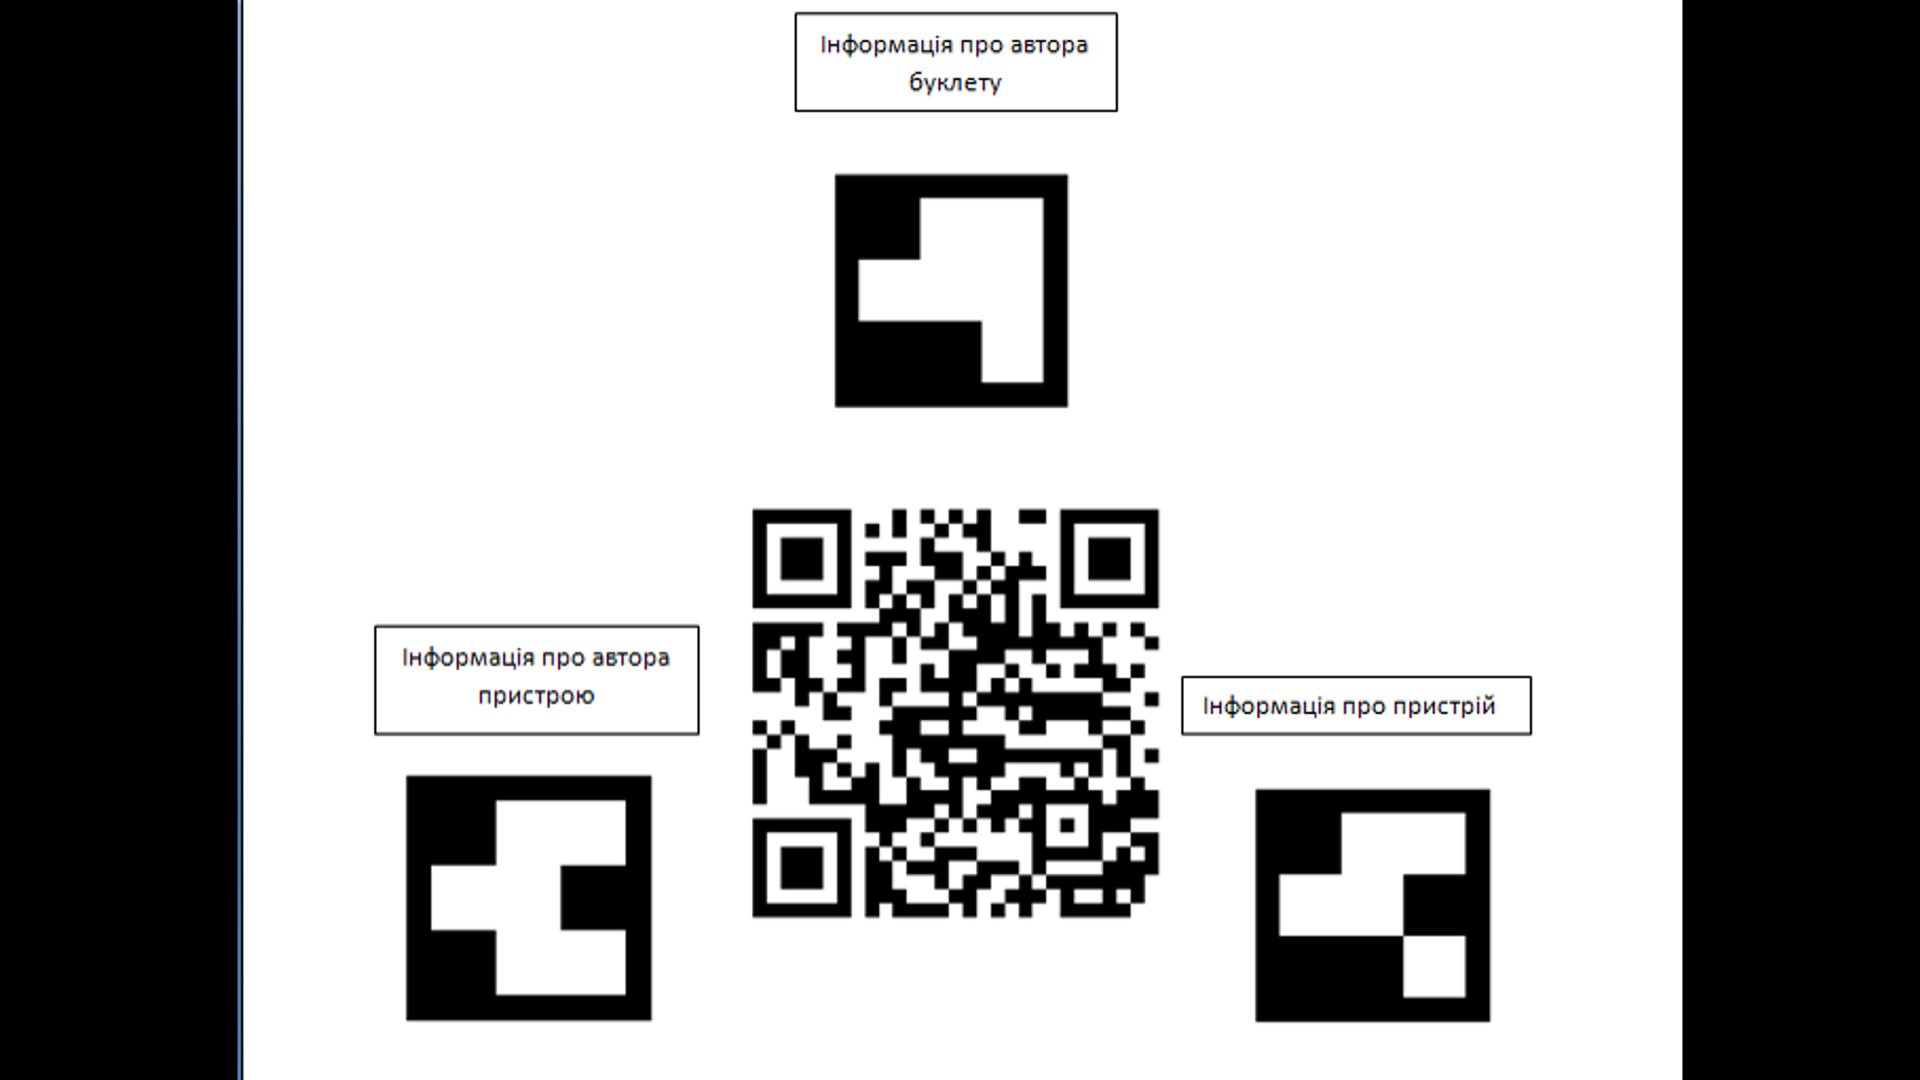 Інформація про автора
буклету
Інформація про автора
пристрою
Інформація про пристрій